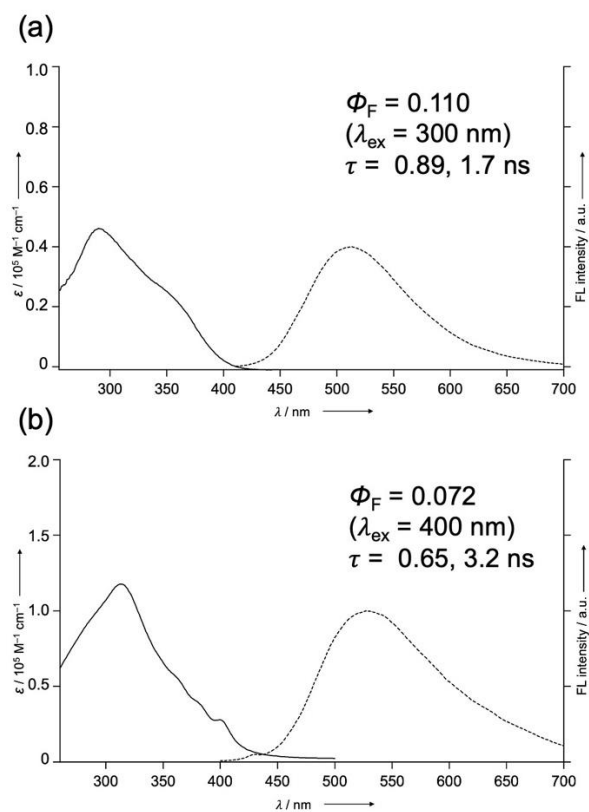 (a)
1.0
0.8
0.6
0.4
0.2
0
ε / 10⁵ M⁻¹ cm⁻¹
Φ_F = 0.110
(λ_ex = 300 nm)
τ = 0.89, 1.7 ns
FL intensity / a.u.
300 350 400 450 500 550 600 650 700
λ / nm
(b)
2.0
1.5
1.0
0.5
0
ε / 10⁵ M⁻¹ cm⁻¹
Φ_F = 0.072
(λ_ex = 400 nm)
τ = 0.65, 3.2 ns
FL intensity / a.u.
300 350 400 450 500 550 600 650 700
λ / nm